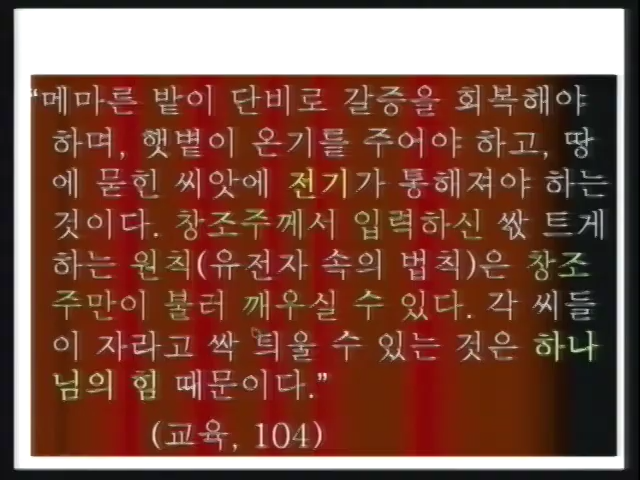 “메마른 밭이 단비로 갈증을 회복해야
하며, 햇볕이 온기를 주어야 하고, 땅
에 묻힌 씨앗에 전기가 통해져야 하는
것이다. 창조주께서 입력하신 쌌 트게
하는 원칙(유전자 속의 법칙)은 창조
주만이 불러 깨우실 수 있다. 각 씨들
이 자라고 싹 틔울 수 있는 것은 하나
님의 힘 때문이다.”
(교육, 104)